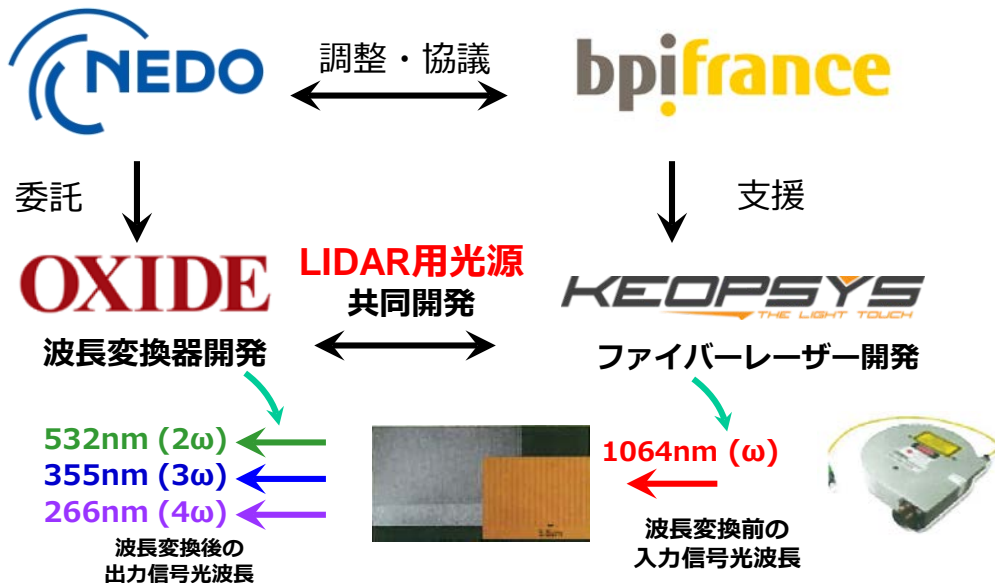 NEDO
調整・協議
bpifrance
委託
支援
OXIDE
LIDAR用光源
共同開発
KEOPSYS
THE LIGHT TOUCH
波長変換器開発
ファイバーレーザー開発
532nm (2ω)
355nm (3ω)
266nm (4ω)
1064nm (ω)
波長変換後の
出力信号光波長
波長変換前の
入力信号光波長